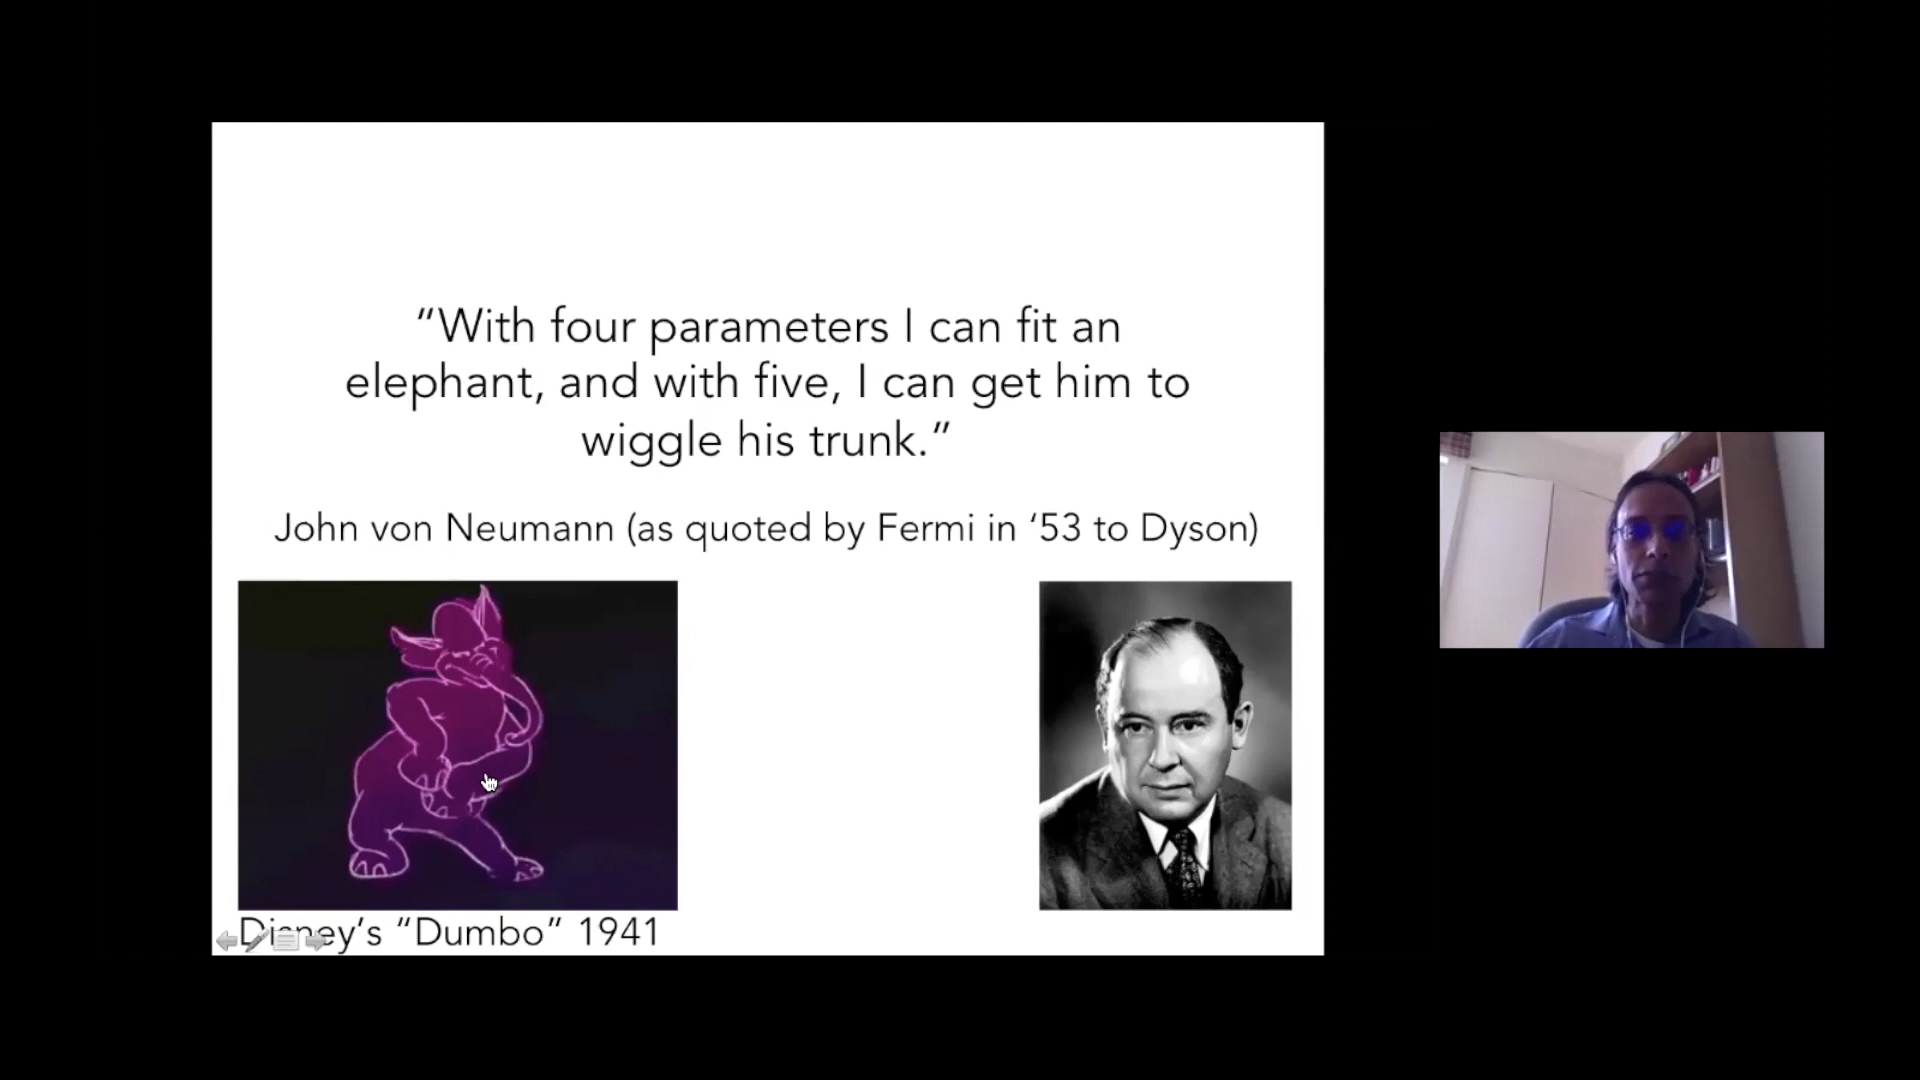 “With four parameters I can fit an
elephant, and with five, I can get him to
wiggle his trunk.”
John von Neumann (as quoted by Fermi in ‘53 to Dyson)
Disney’s “Dumbo” 1941